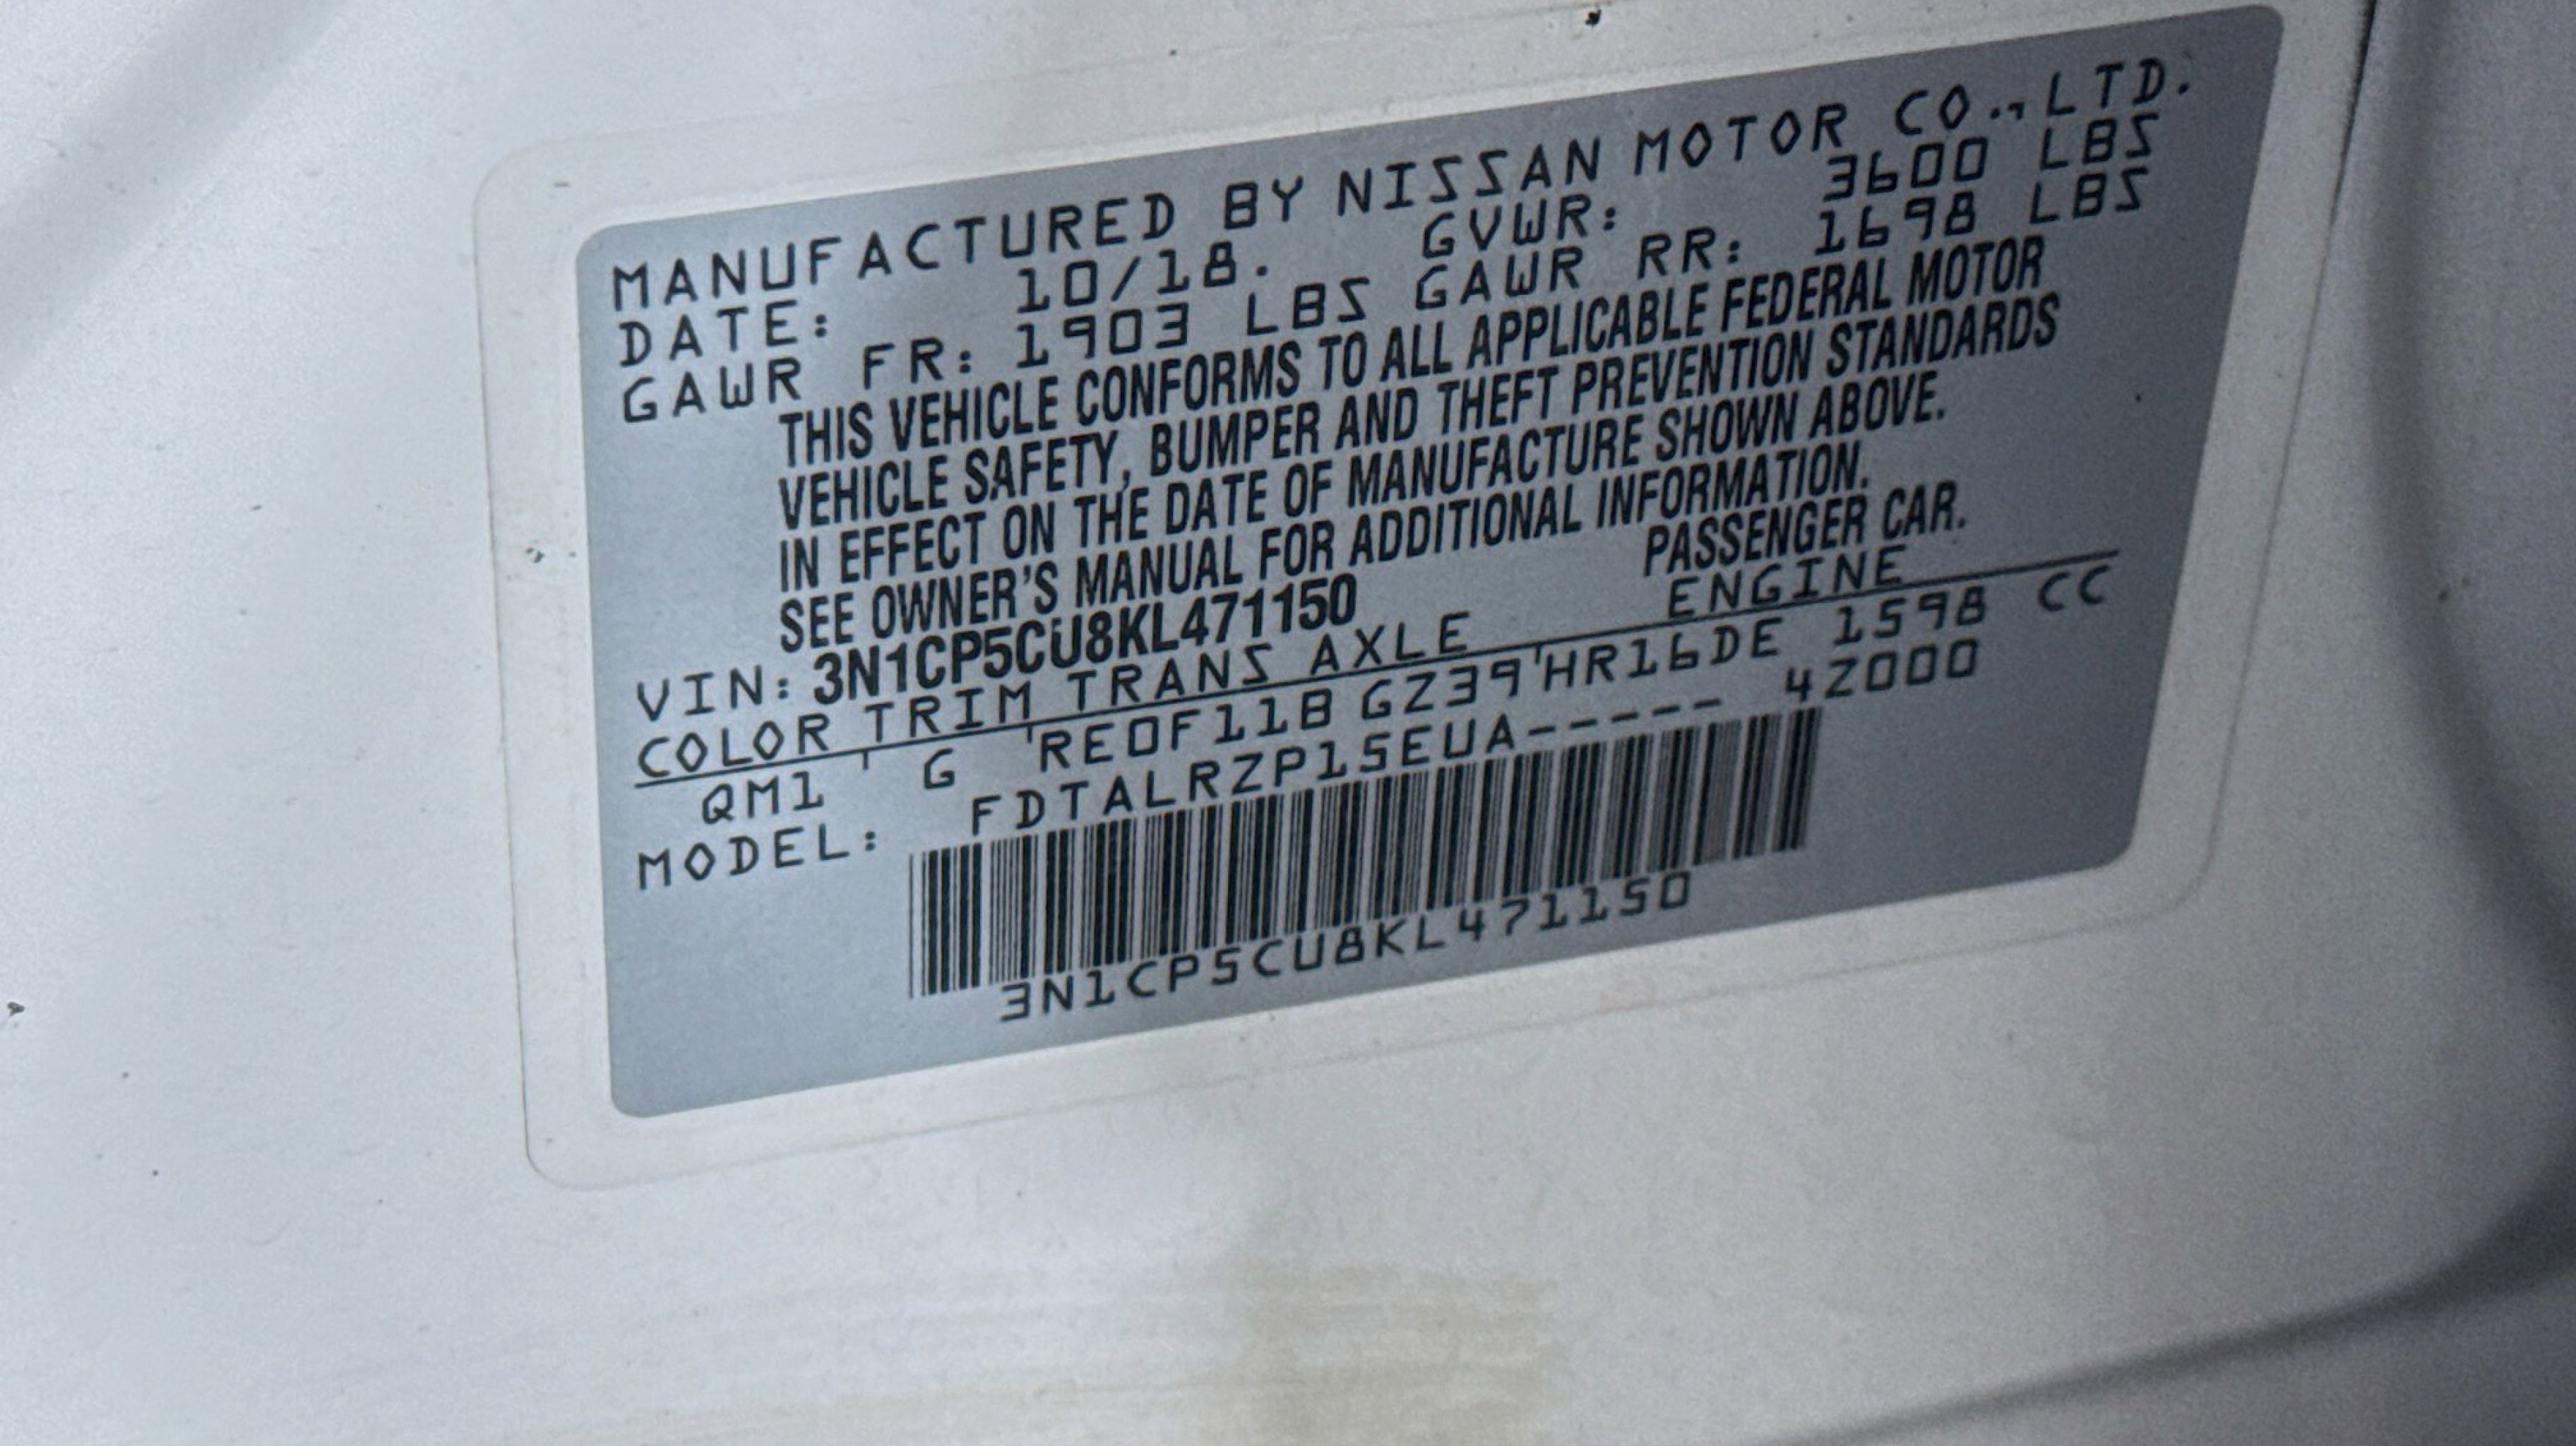 MANUFACTURED BY NISSAN MOTOR CO., LTD.
DATE: 10/18. GVWR: 3600 LBS
GAWR FR: 1903 LBS GAWR RR: 1698 LBS
THIS VEHICLE CONFORMS TO ALL APPLICABLE FEDERAL MOTOR
VEHICLE SAFETY, BUMPER AND THEFT PREVENTION STANDARDS
IN EFFECT ON THE DATE OF MANUFACTURE SHOWN ABOVE.
SEE OWNER'S MANUAL FOR ADDITIONAL INFORMATION.
VIN: 3N1CP5CU8KL471150 PASSENGER CAR.
COLOR TRIM TRANS AXLE ENGINE
QM1 G RE0F11B GZ39 HR16DE 1598 CC
MODEL: FDTALRZP15EUA----- 4Z000
3N1CP5CU8KL471150